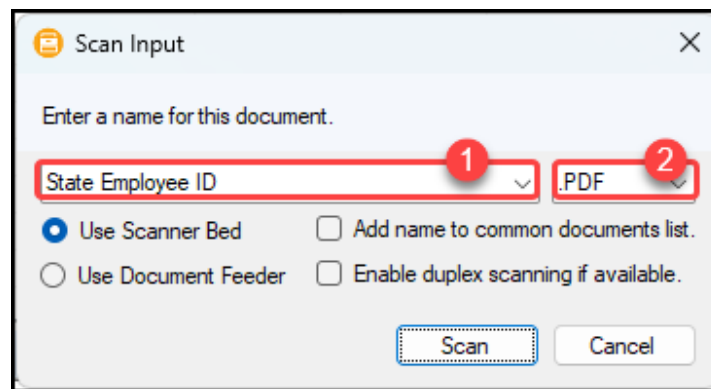 Scan Input
Enter a name for this document.
1
2
State Employee ID
.PDF
Use Scanner Bed
Add name to common documents list.
Use Document Feeder
Enable duplex scanning if available.
Scan
Cancel